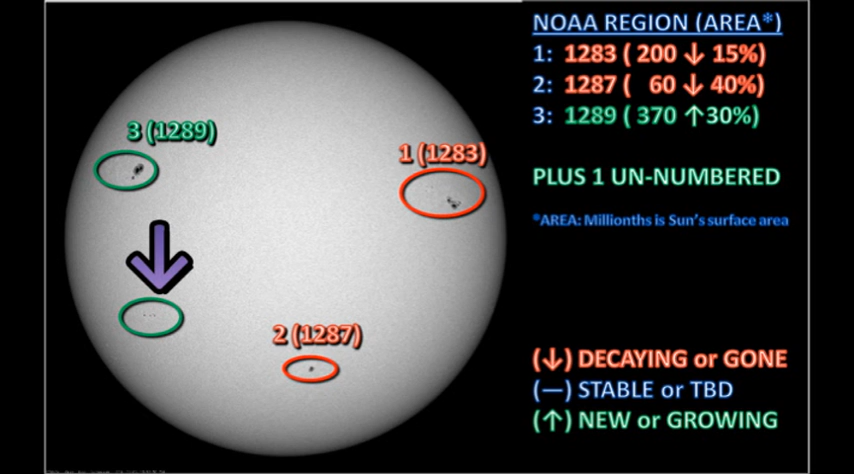 NOAA REGION (AREA*)
1: 1283 ( 200 ↓ 15%)
2: 1287 ( 60 ↓ 40%)
3: 1289 ( 370 ↑30%)
PLUS 1 UN-NUMBERED
*AREA: Millionths is Sun's surface area
3 (1289)
1 (1283)
2 (1287)
(↓) DECAYING or GONE
(—) STABLE or TBD
(↑) NEW or GROWING